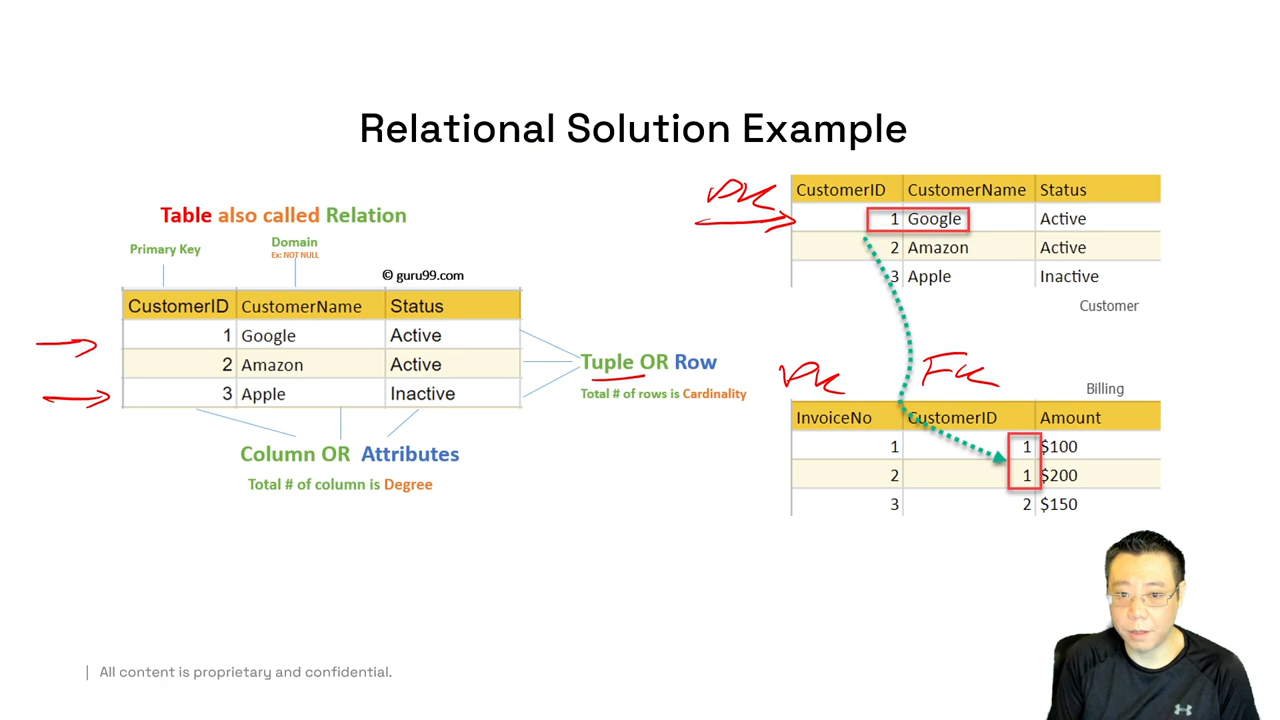 Relational Solution Example
Table also called Relation
Primary Key
Domain
Ex: NOT NULL
© guru99.com
CustomerID CustomerName Status
1 Google Active
2 Amazon Active
3 Apple Inactive
Tuple OR Row
Total # of rows is Cardinality
Column OR Attributes
Total # of column is Degree
PK
CustomerID CustomerName Status
1 Google Active
2 Amazon Active
3 Apple Inactive
Customer
PK
FK
Billing
InvoiceNo CustomerID Amount
1 1 $100
2 1 $200
3 2 $150
| All content is proprietary and confidential.